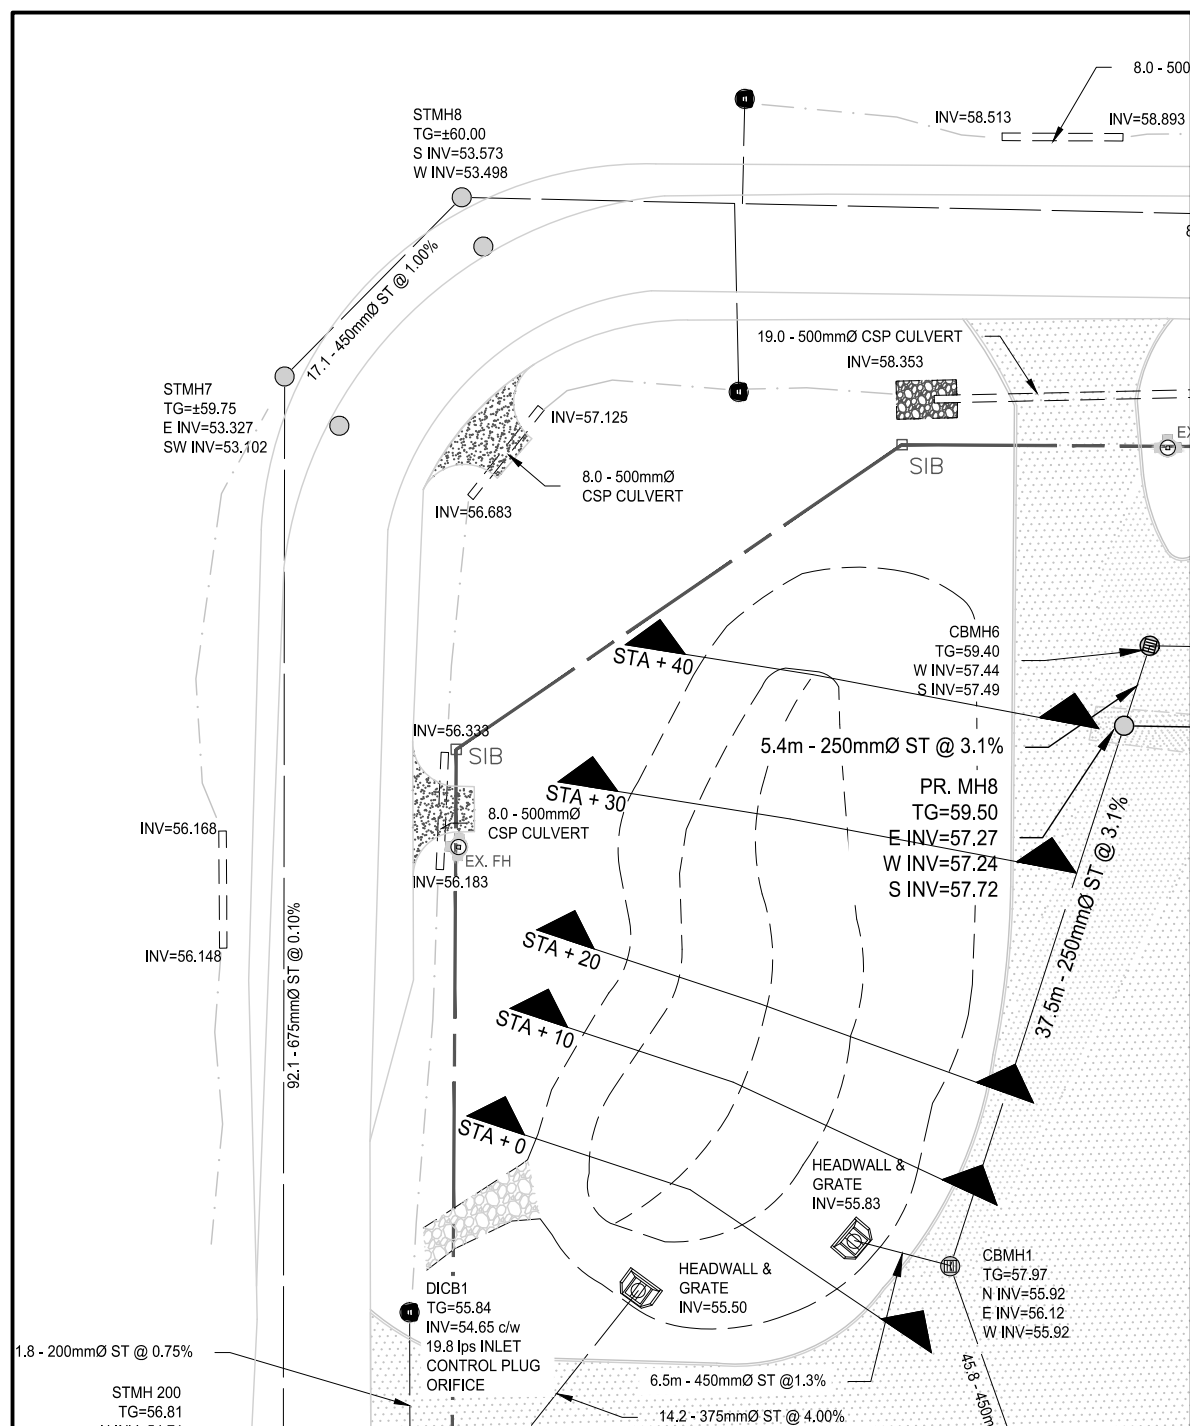 8.0 - 500
INV=58.513
INV=58.893
STMH8
TG=±60.00
S INV=53.573
W INV=53.498
17.1 - 450mmØ ST @ 1.00%
19.0 - 500mmØ CSP CULVERT
INV=58.353
STMH7
TG=±59.75
E INV=53.327
SW INV=53.102
INV=57.125
8.0 - 500mmØ
CSP CULVERT
INV=56.683
SIB
EX
CBMH6
TG=59.40
W INV=57.44
S INV=57.49
STA + 40
5.4m - 250mmØ ST @ 3.1%
INV=56.333
SIB
STA + 30
PR. MH8
TG=59.50
E INV=57.27
W INV=57.24
S INV=57.72
8.0 - 500mmØ
CSP CULVERT
EX. FH
INV=56.183
INV=56.168
INV=56.148
92.1 - 675mmØ ST @ 0.10%
37.5m - 250mmØ ST @ 3.1%
STA + 20
STA + 10
STA + 0
HEADWALL &
GRATE
INV=55.83
HEADWALL &
GRATE
INV=55.50
CBMH1
TG=57.97
N INV=55.92
E INV=56.12
W INV=55.92
DICB1
TG=55.84
INV=54.65 c/w
19.8 lps INLET
CONTROL PLUG
ORIFICE
1.8 - 200mmØ ST @ 0.75%
6.5m - 450mmØ ST @1.3%
45.8 - 450m
14.2 - 375mmØ ST @ 4.00%
STMH 200
TG=56.81